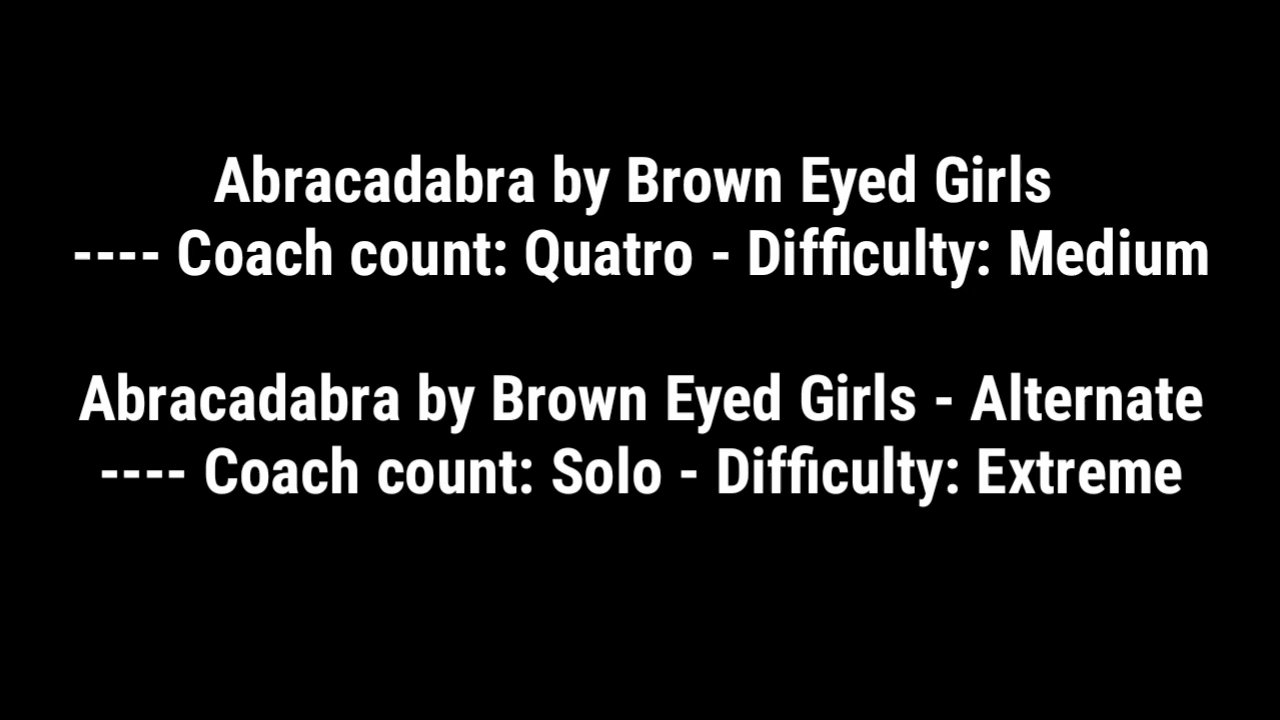 Abracadabra by Brown Eyed Girls
---- Coach count: Quatro - Difficulty: Medium
Abracadabra by Brown Eyed Girls - Alternate
---- Coach count: Solo - Difficulty: Extreme